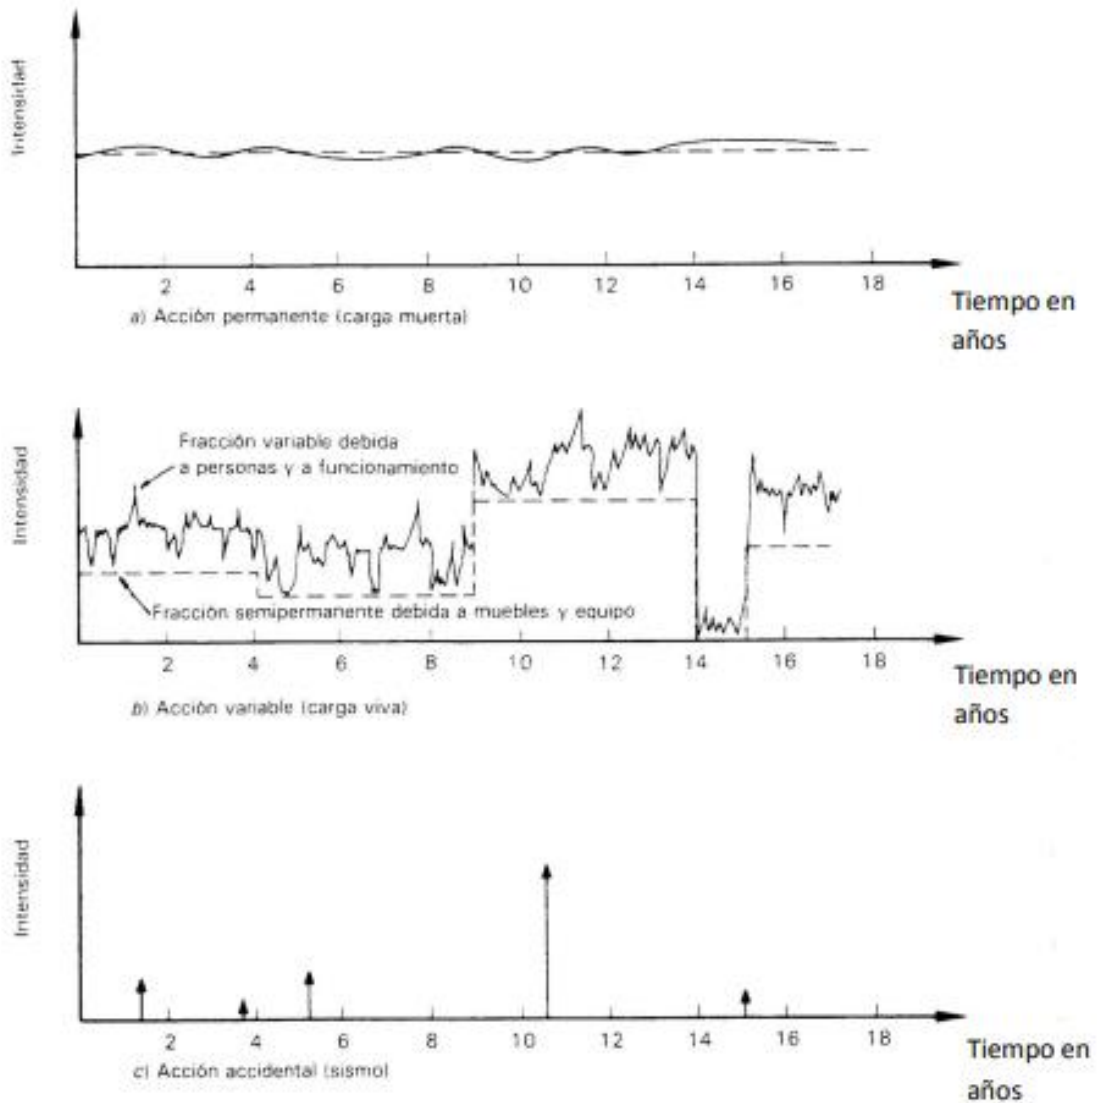 Intensidad
2 4 6 8 10 12 14 16 18
Tiempo en
años
a) Acción permanente (carga muerta)
Intensidad
Fracción variable debida
a personas y a funcionamiento
Fracción semipermanente debida a muebles y equipo
2 4 6 8 10 12 14 16 18
Tiempo en
años
b) Acción variable (carga viva)
Intensidad
2 4 6 8 10 12 14 16 18
Tiempo en
años
c) Acción accidental (sismo)